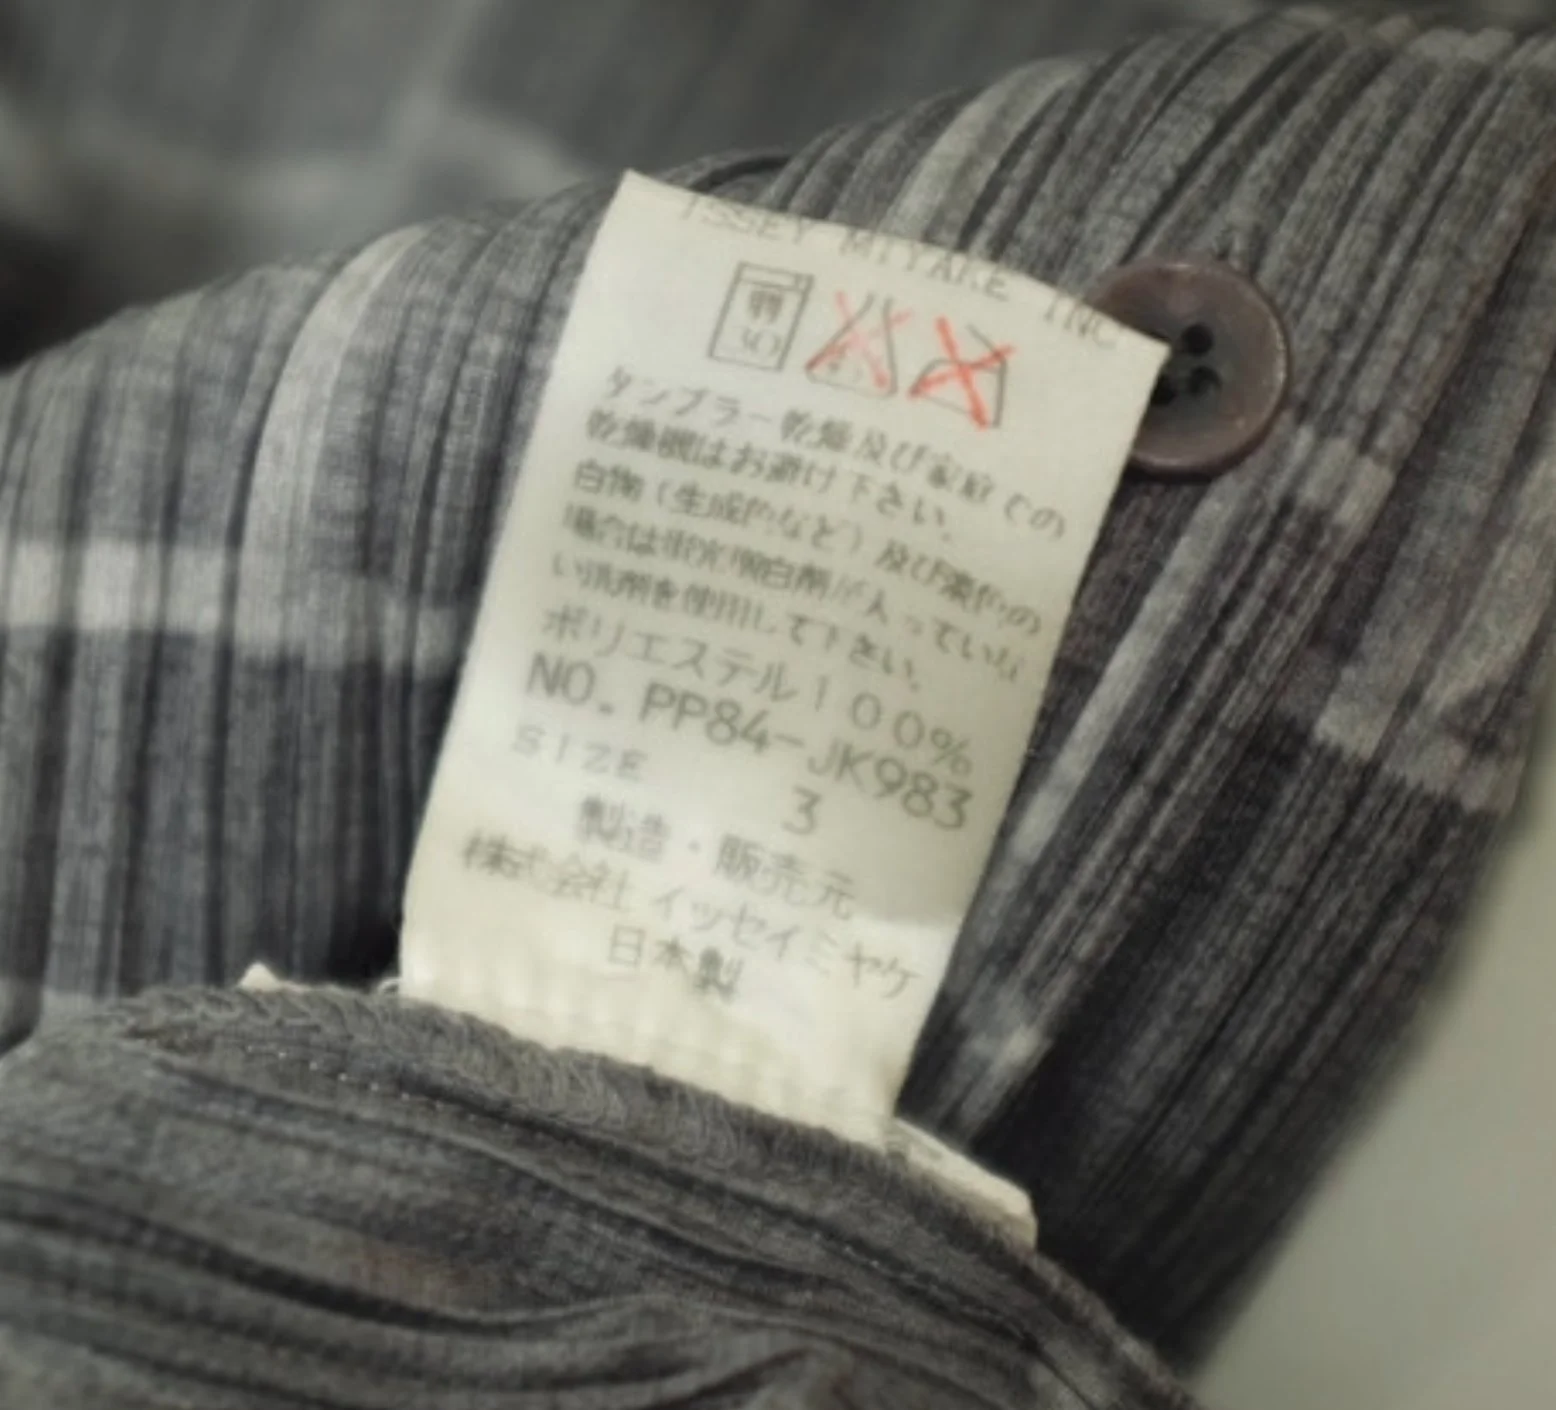 ISSEY MIYAKE INC
弱
30
タンブラー乾燥及び家庭での
乾燥機はお避け下さい。
白物(生成色など)及び淡色の
場合は蛍光増白剤が入っていな
い洗剤を使用して下さい。
ポリエステル100%
NO. PP84-JK983
SIZE 3
製造・販売元
株式会社イッセイミヤケ
日本製